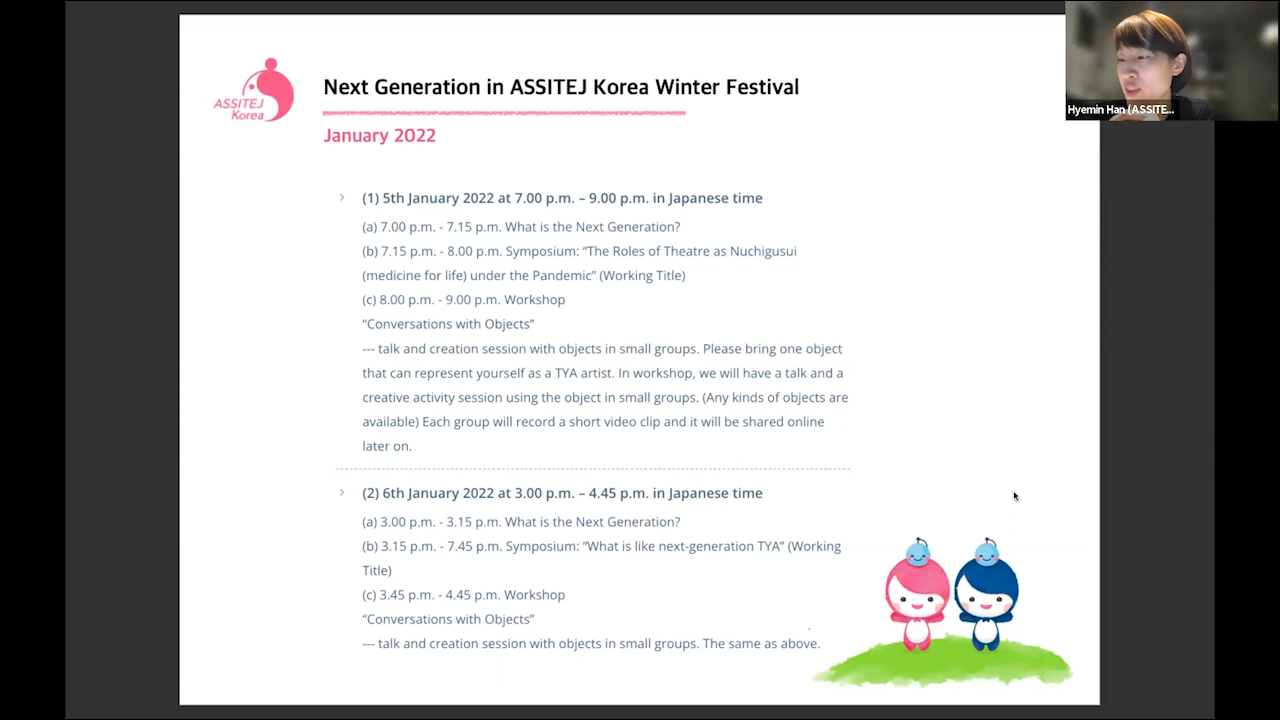 ASSITEJ
Korea
Next Generation in ASSITEJ Korea Winter Festival
January 2022
Hyemin Han (ASSITE...
(1) 5th January 2022 at 7.00 p.m. – 9.00 p.m. in Japanese time
(a) 7.00 p.m. - 7.15 p.m. What is the Next Generation?
(b) 7.15 p.m. - 8.00 p.m. Symposium: “The Roles of Theatre as Nuchigusui
(medicine for life) under the Pandemic” (Working Title)
(c) 8.00 p.m. - 9.00 p.m. Workshop
“Conversations with Objects”
--- talk and creation session with objects in small groups. Please bring one object
that can represent yourself as a TYA artist. In workshop, we will have a talk and a
creative activity session using the object in small groups. (Any kinds of objects are
available) Each group will record a short video clip and it will be shared online
later on.
(2) 6th January 2022 at 3.00 p.m. – 4.45 p.m. in Japanese time
(a) 3.00 p.m. - 3.15 p.m. What is the Next Generation?
(b) 3.15 p.m. - 7.45 p.m. Symposium: “What is like next-generation TYA” (Working
Title)
(c) 3.45 p.m. - 4.45 p.m. Workshop
“Conversations with Objects”
--- talk and creation session with objects in small groups. The same as above.